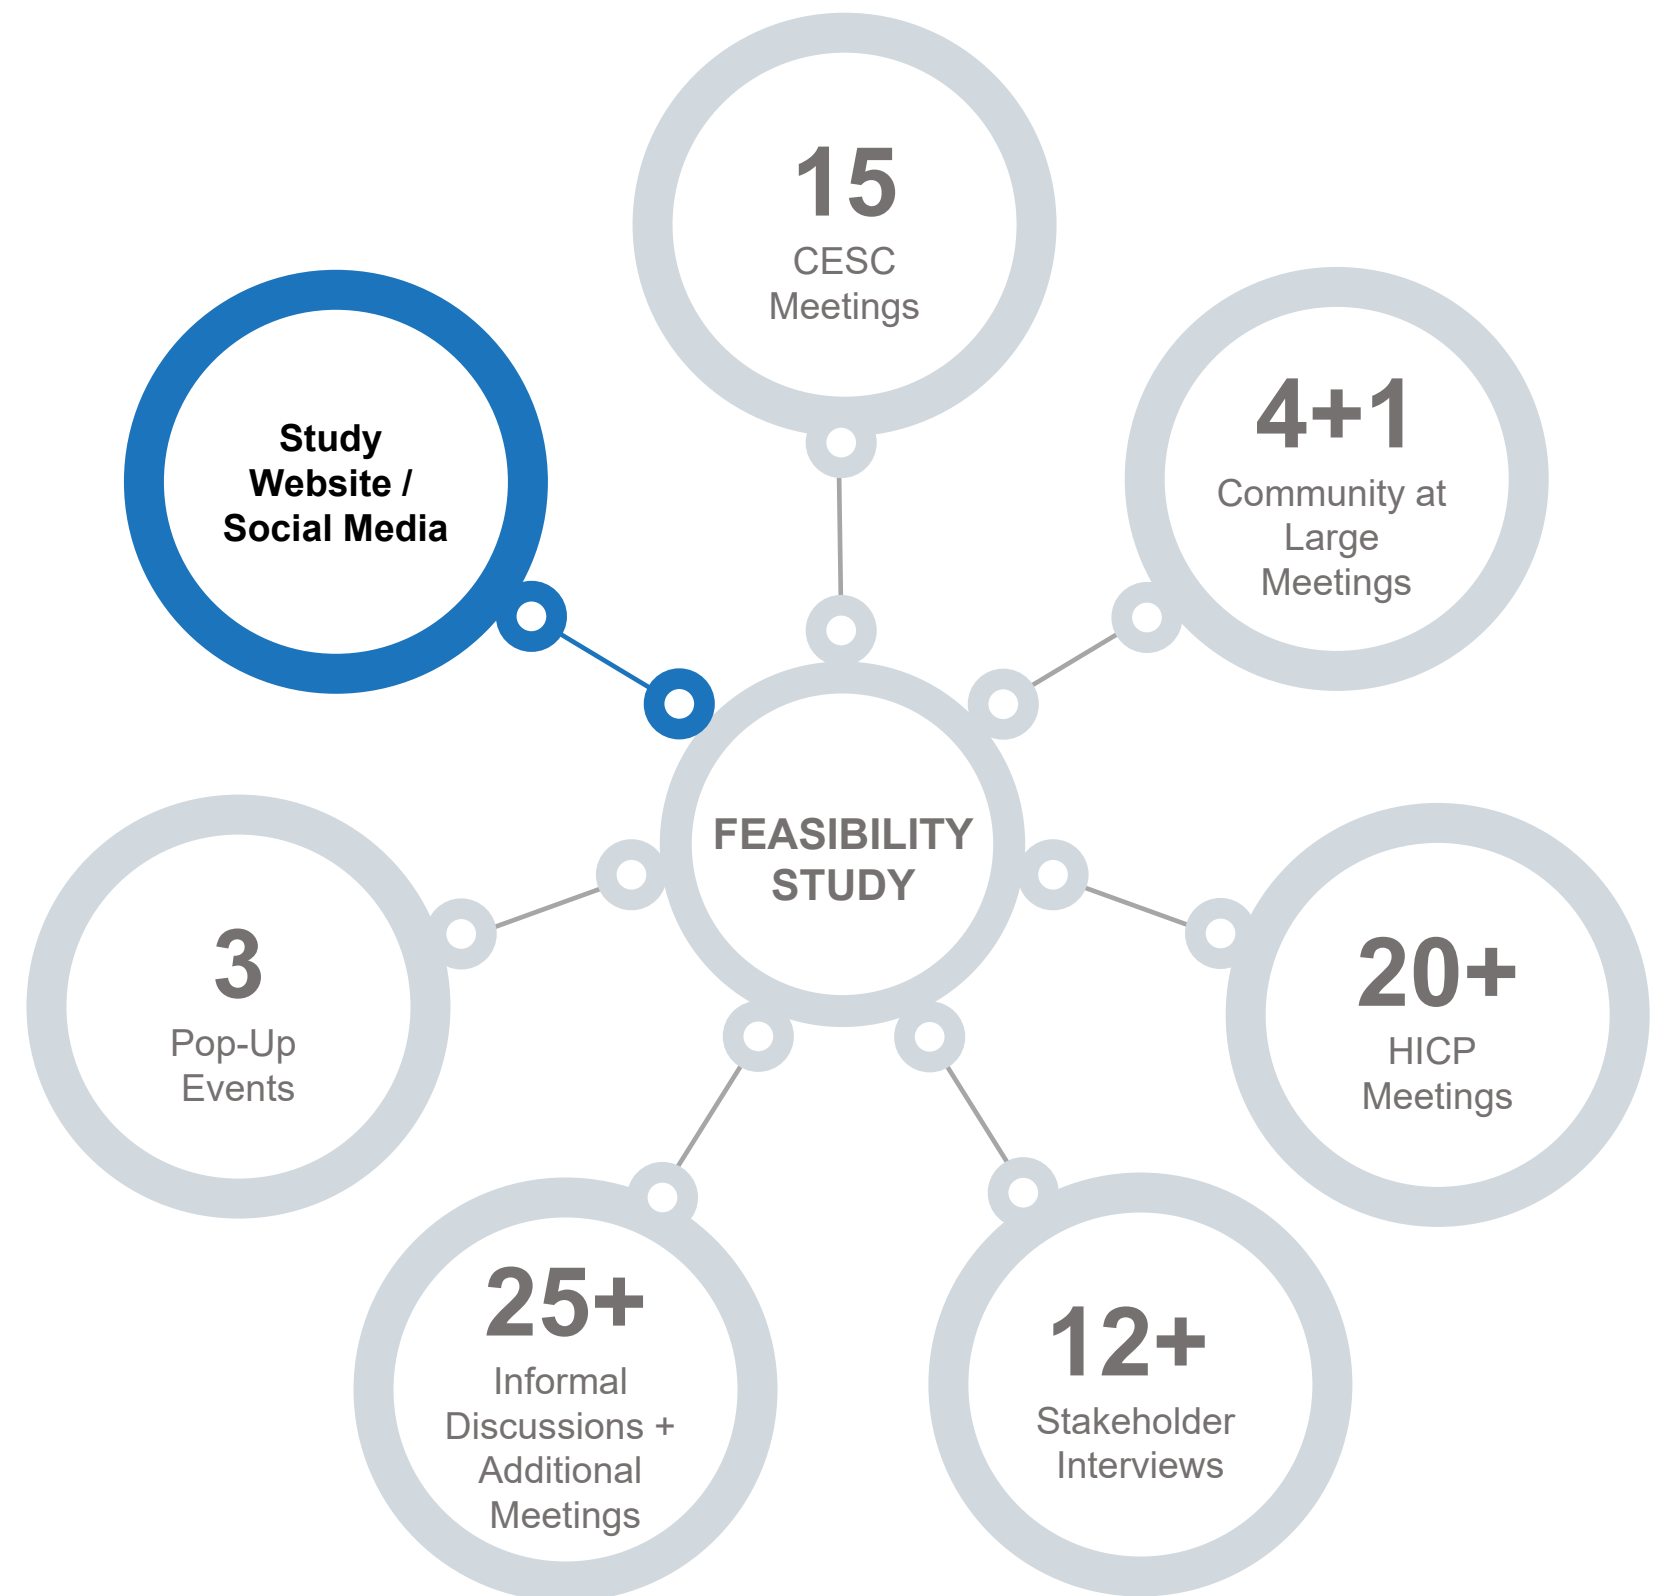 15
CESC
Meetings
4+1
Community at
Large
Meetings
Study
Website /
Social Media
FEASIBILITY
STUDY
20+
HICP
Meetings
3
Pop-Up
Events
25+
Informal
Discussions +
Additional
Meetings
12+
Stakeholder
Interviews